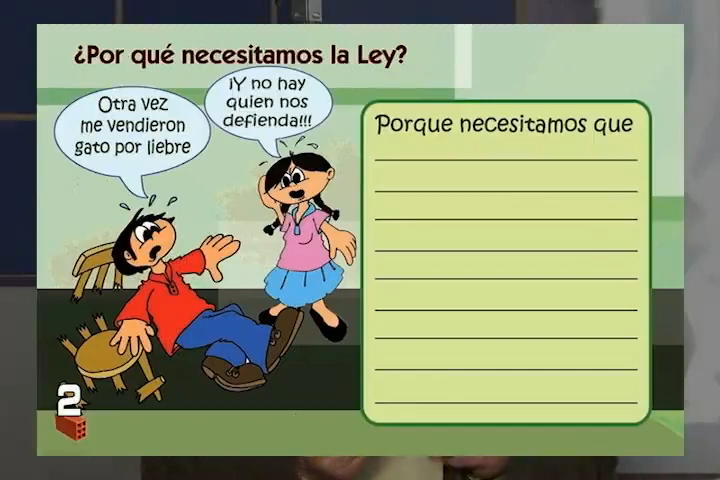 ¿Por qué necesitamos la Ley?
Otra vez
me vendieron
gato por liebre
¡Y no hay
quien nos
defienda!!!
Porque necesitamos que
2